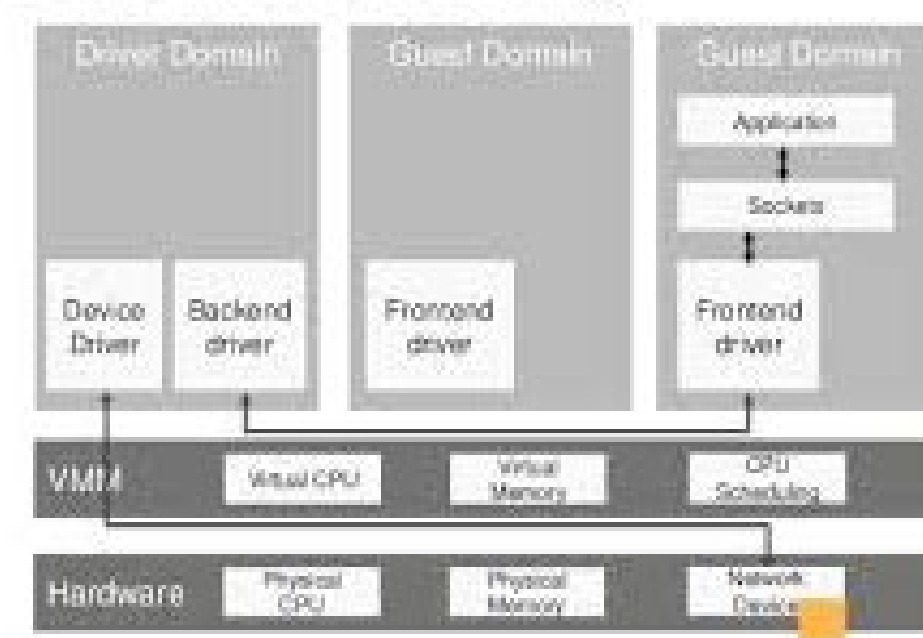 Driver Domain
Guest Domain
Guest Domain
Application
Sockets
Device
Driver
Backend
driver
Frontend
driver
Frontend
driver
VMM
Virtual CPU
Virtual
Memory
CPU
Scheduling
Hardware
Physical
CPU
Physical
Memory
Network
Device